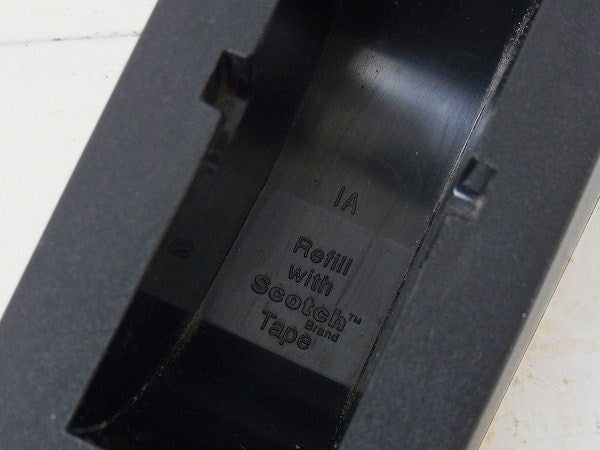 IA
Refill
with
Scotch™
Brand
Tape